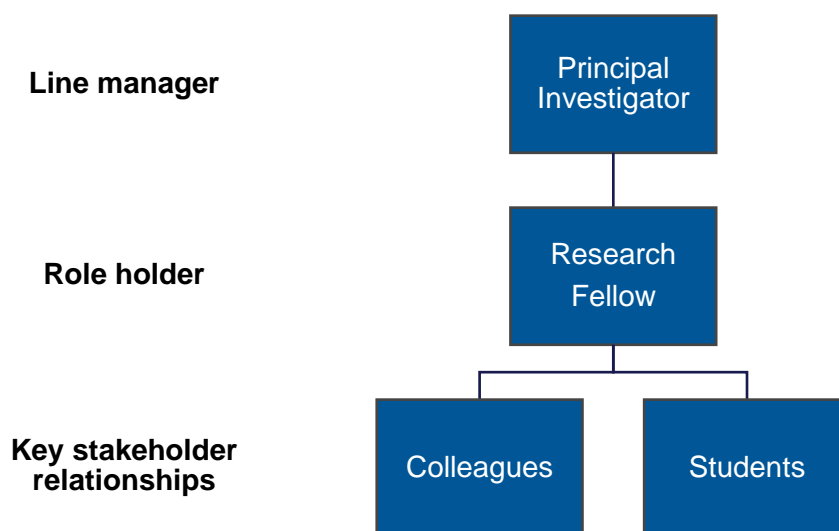 Line manager
Principal
Investigator
Role holder
Research
Fellow
Key stakeholder
relationships
Colleagues
Students